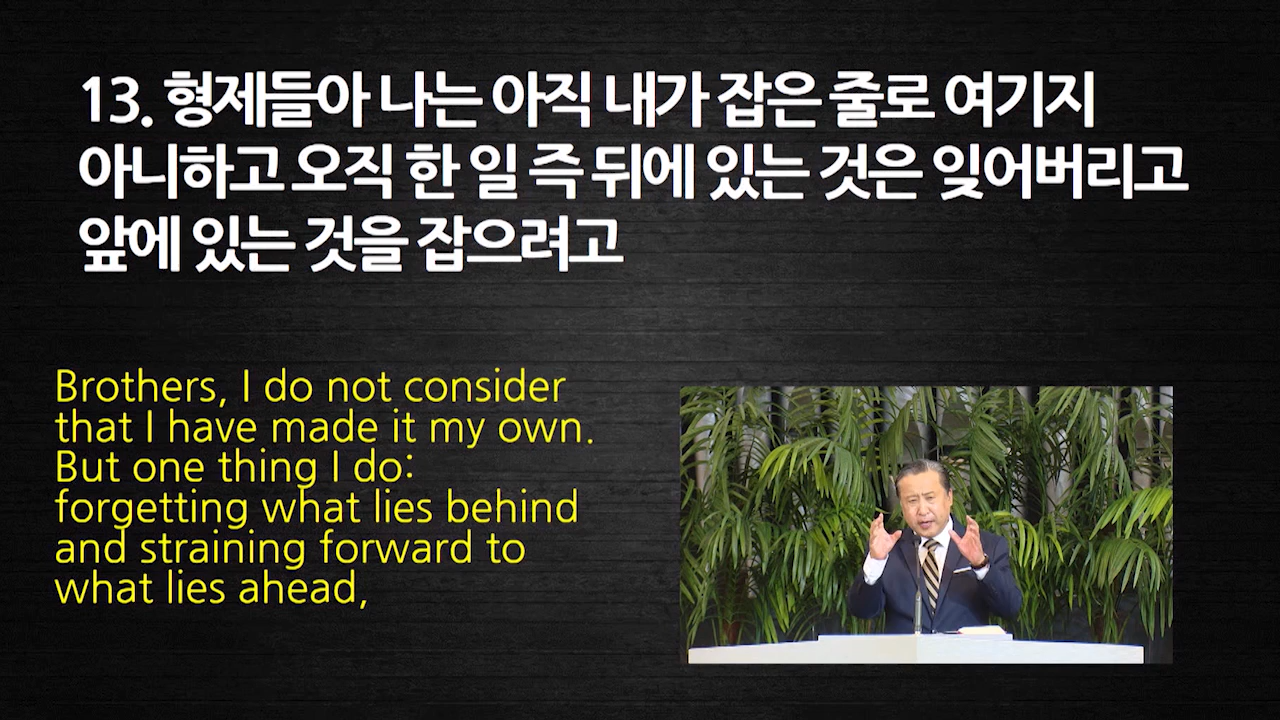 13. 형제들아 나는 아직 내가 잡은 줄로 여기지
아니하고 오직 한 일 즉 뒤에 있는 것은 잊어버리고
앞에 있는 것을 잡으려고
Brothers, I do not consider
that I have made it my own.
But one thing I do:
forgetting what lies behind
and straining forward to
what lies ahead,